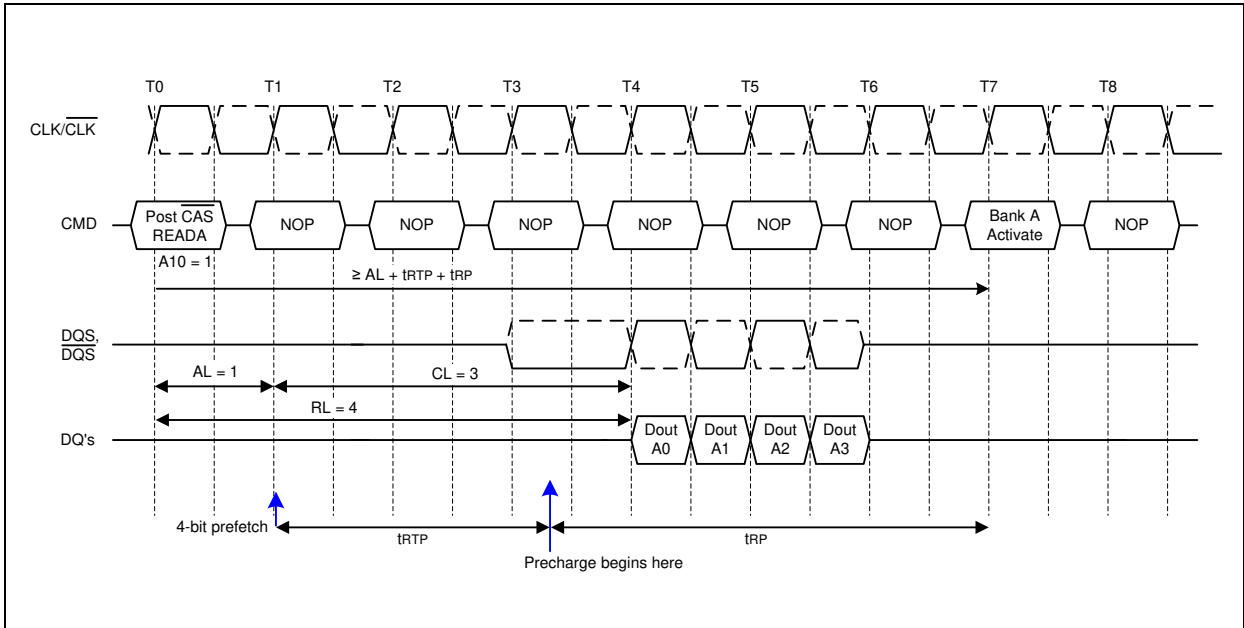 T0 T1 T2 T3 T4 T5 T6 T7 T8
CLK/CLK
CMD
Post CAS
READA
NOP NOP NOP NOP NOP NOP
Bank A
Activate
NOP
A10 = 1
≥ AL + tRTP + tRP
DQS,
DQS
AL = 1
CL = 3
RL = 4
DQ's
Dout
A0
Dout
A1
Dout
A2
Dout
A3
4-bit prefetch
tRTP
tRP
Precharge begins here